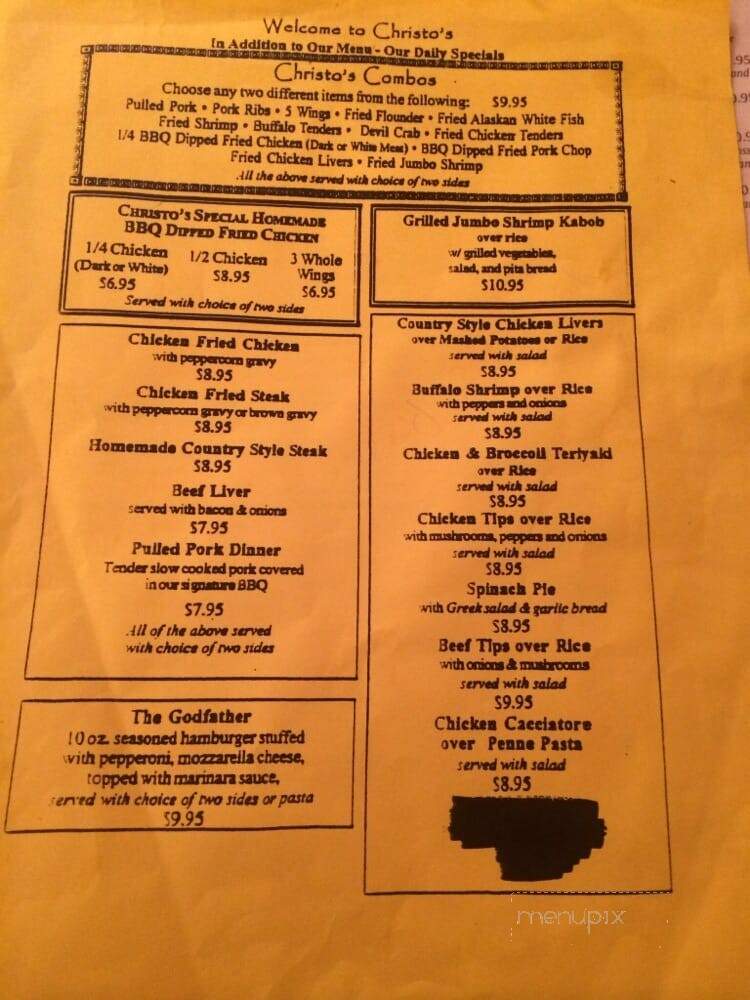 Welcome to Christo's
In Addition to Our Menu - Our Daily Specials
Christo's Combos
Choose any two different items from the following: $9.95
Pulled Pork • Pork Ribs • 5 Wings • Fried Flounder • Fried Alaskan White Fish
Fried Shrimp • Buffalo Tenders • Devil Crab • Fried Chicken Tenders
1/4 BBQ Dipped Fried Chicken (Dark or White Meat) • BBQ Dipped Fried Pork Chop
Fried Chicken Livers • Fried Jumbo Shrimp
All the above served with choice of two sides
Christo's Special Homemade
BBQ Dipped Fried Chicken
1/4 Chicken
(Dark or White)
$6.95
1/2 Chicken
$8.95
3 Whole
Wings
$6.95
Served with choice of two sides
Chicken Fried Chicken
with peppercorn gravy
$8.95
Chicken Fried Steak
with peppercorn gravy or brown gravy
$8.95
Homemade Country Style Steak
$8.95
Beef Liver
served with bacon & onions
$7.95
Pulled Pork Dinner
Tender slow cooked pork covered
in our signature BBQ
$7.95
All of the above served
with choice of two sides
The Godfather
10 oz. seasoned hamburger stuffed
with pepperoni, mozzarella cheese,
topped with marinara sauce,
served with choice of two sides or pasta
$9.95
Grilled Jumbo Shrimp Kabob
over rice
w/ grilled vegetables,
salad, and pita bread
$10.95
Country Style Chicken Livers
over Mashed Potatoes or Rice
served with salad
$8.95
Buffalo Shrimp over Rice
with peppers and onions
served with salad
$8.95
Chicken & Broccoli Teriyaki
over Rice
served with salad
$8.95
Chicken Tips over Rice
with mushrooms, peppers and onions
served with salad
$8.95
Spinach Pie
with Greek salad & garlic bread
$8.95
Beef Tips over Rice
with onions & mushrooms
served with salad
$9.95
Chicken Cacciatore
over Penne Pasta
served with salad
$8.95
menupix